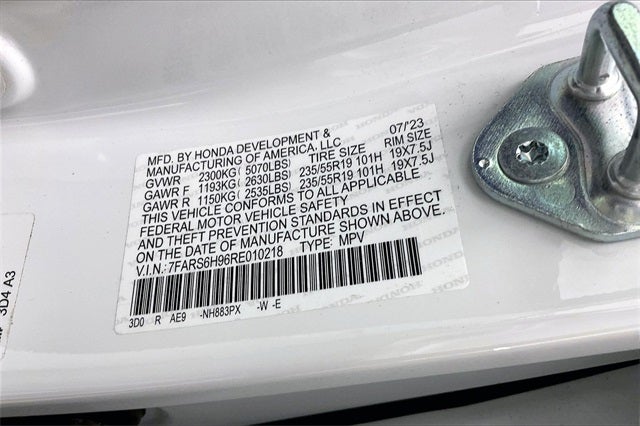 MFD. BY HONDA DEVELOPMENT &
MANUFACTURING OF AMERICA, LLC 07/'23
GVWR 2300KG( 5070LBS) TIRE SIZE RIM SIZE
GAWR F 1193KG( 2630LBS) 235/55R19 101H 19X7.5J
GAWR R 1150KG( 2535LBS) 235/55R19 101H 19X7.5J
THIS VEHICLE CONFORMS TO ALL APPLICABLE
FEDERAL MOTOR VEHICLE SAFETY
AND THEFT PREVENTION STANDARDS IN EFFECT
ON THE DATE OF MANUFACTURE SHOWN ABOVE.
V.I.N.: 7FARS6H96RE010218 TYPE: MPV
3D0 R AE9 -NH883PX -W -E
HONDA
3D4 A3